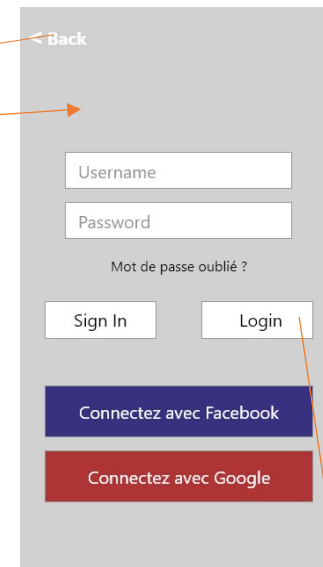 < Back
Username
Password
Mot de passe oublié ?
Sign In
Login
Connectez avec Facebook
Connectez avec Google